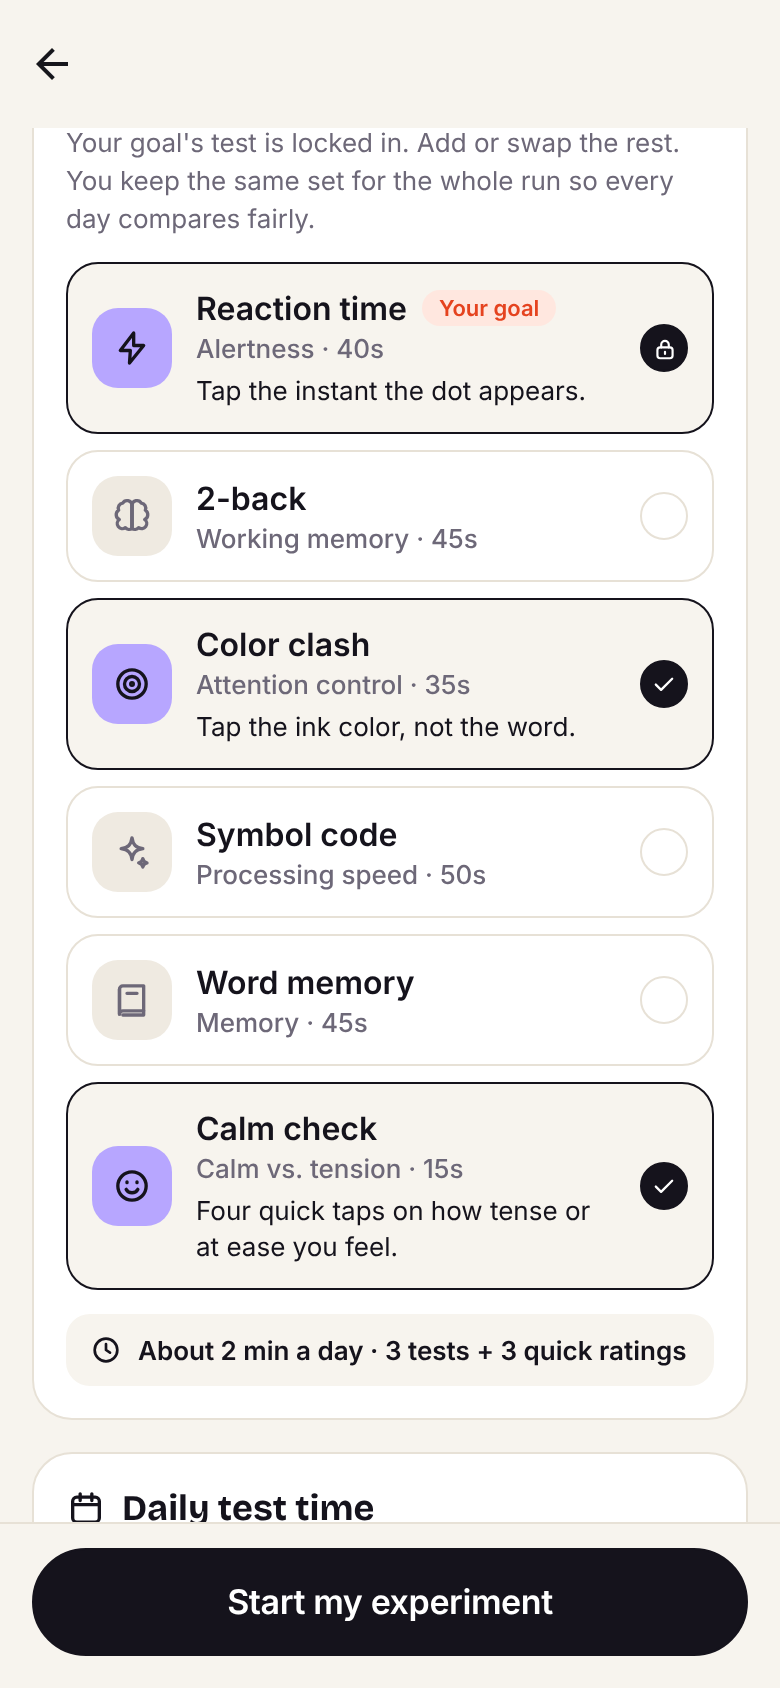 Your goal's test is locked in. Add or swap the rest.
You keep the same set for the whole run so every
day compares fairly.
Reaction time Your goal
Alertness · 40s
Tap the instant the dot appears.
2-back
Working memory · 45s
Color clash
Attention control · 35s
Tap the ink color, not the word.
Symbol code
Processing speed · 50s
Word memory
Memory · 45s
Calm check
Calm vs. tension · 15s
Four quick taps on how tense or
at ease you feel.
About 2 min a day · 3 tests + 3 quick ratings
Daily test time
Start my experiment